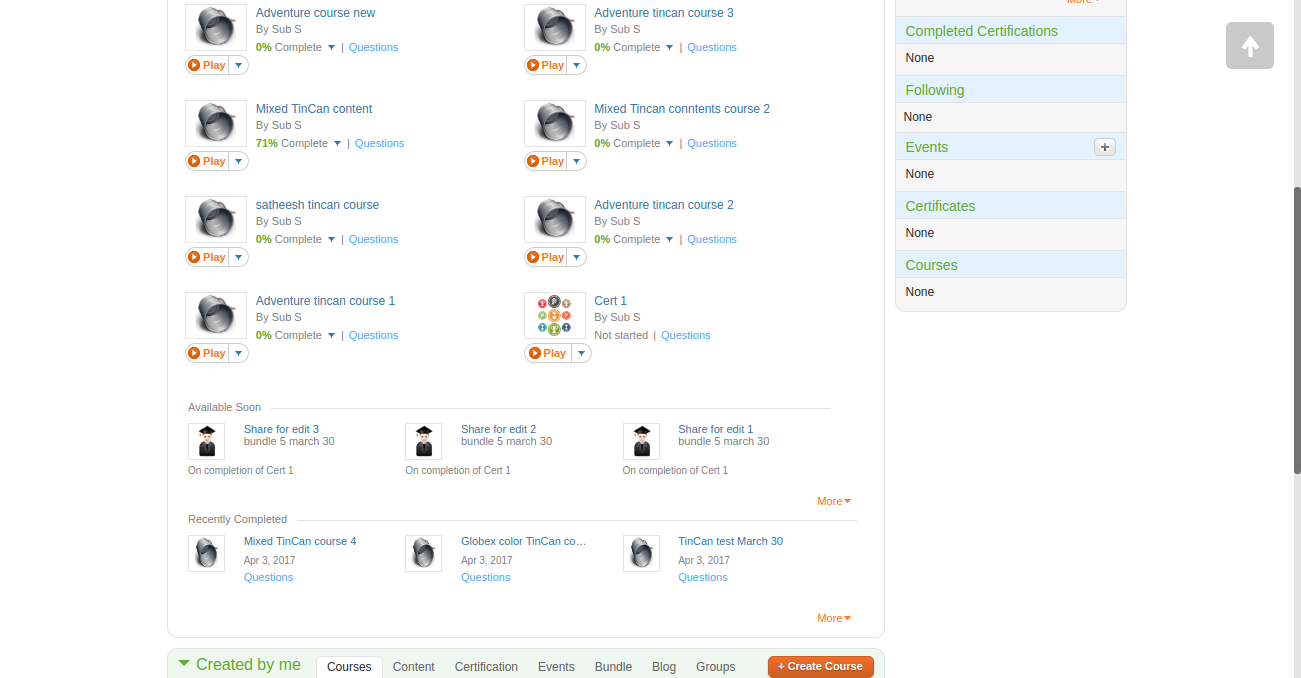 Adventure course new
By Sub S
0% Complete | Questions
Play
Adventure tincan course 3
By Sub S
0% Complete | Questions
Play
Mixed TinCan content
By Sub S
71% Complete | Questions
Play
Mixed Tincan conntents course 2
By Sub S
0% Complete | Questions
Play
satheesh tincan course
By Sub S
0% Complete | Questions
Play
Adventure tincan course 2
By Sub S
0% Complete | Questions
Play
Adventure tincan course 1
By Sub S
0% Complete | Questions
Play
Cert 1
By Sub S
Not started | Questions
Play
Available Soon
Share for edit 3
bundle 5 march 30
On completion of Cert 1
Share for edit 2
bundle 5 march 30
On completion of Cert 1
Share for edit 1
bundle 5 march 30
On completion of Cert 1
More
Recently Completed
Mixed TinCan course 4
Apr 3, 2017
Questions
Globex color TinCan co…
Apr 3, 2017
Questions
TinCan test March 30
Apr 3, 2017
Questions
More
Created by me
Courses Content Certification Events Bundle Blog Groups
+ Create Course
More
Completed Certifications
None
Following
None
Events +
None
Certificates
None
Courses
None